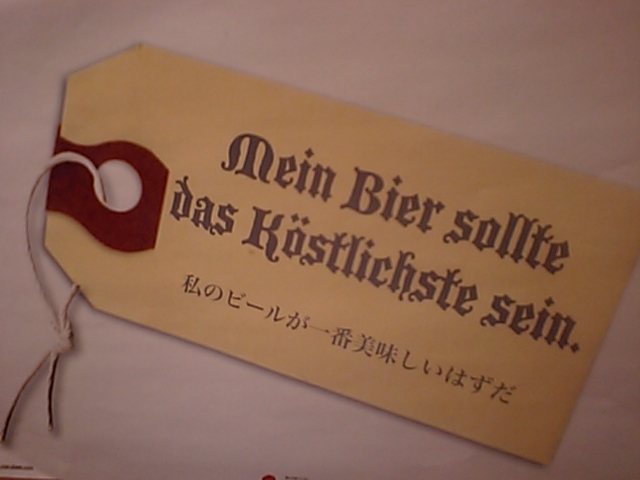 Mein Bier sollte
das Köstlichste sein.
私のビールが一番美味しいはずだ